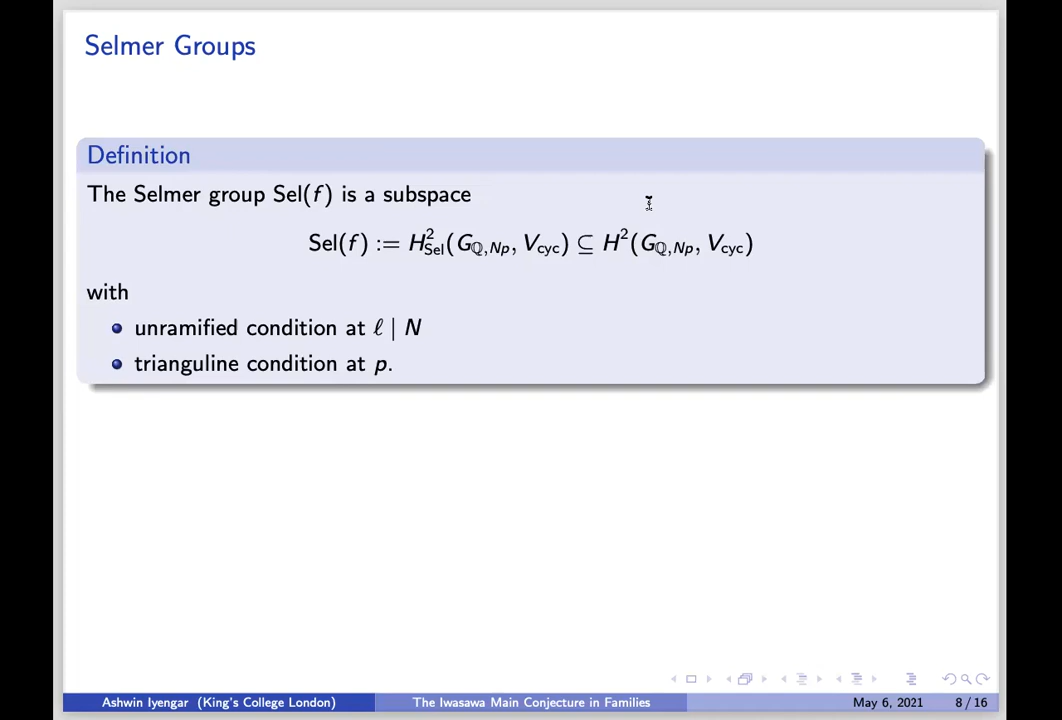 Selmer Groups
Definition
The Selmer group Sel(f) is a subspace
Sel(f) := H²_Sel(G_ℚ,Np, V_cyc) ⊆ H²(G_ℚ,Np, V_cyc)
with
unramified condition at ℓ | N
trianguline condition at p.
Ashwin Iyengar (King's College London) The Iwasawa Main Conjecture in Families May 6, 2021 8 / 16